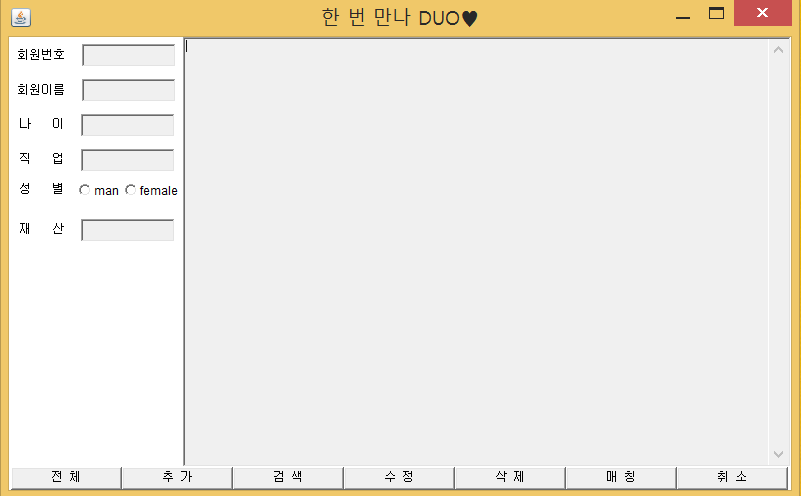 한 번 만나 DUO♥
회원번호
회원이름
나 이
직 업
성 별 man female
재 산
전 체 추 가 검 색 수 정 삭 제 매 칭 취 소